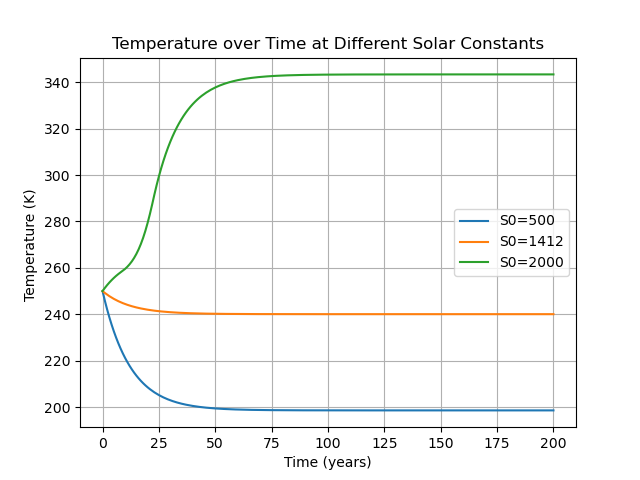 Temperature over Time at Different Solar Constants
Temperature (K)
340
320
300
280
260
240
220
200
S0=500
S0=1412
S0=2000
0 25 50 75 100 125 150 175 200
Time (years)